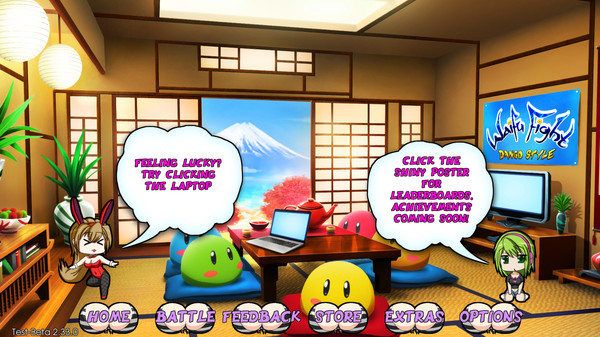 Waifu Fight
DANGO STYLE
FEELING LUCKY?
TRY CLICKING
THE LAPTOP
CLICK THE
SHINY POSTER
FOR
LEADERBOARDS,
ACHIEVEMENTS
COMING SOON!
HOME BATTLE FEEDBACK STORE EXTRAS OPTIONS
Test-Beta 2.33.0